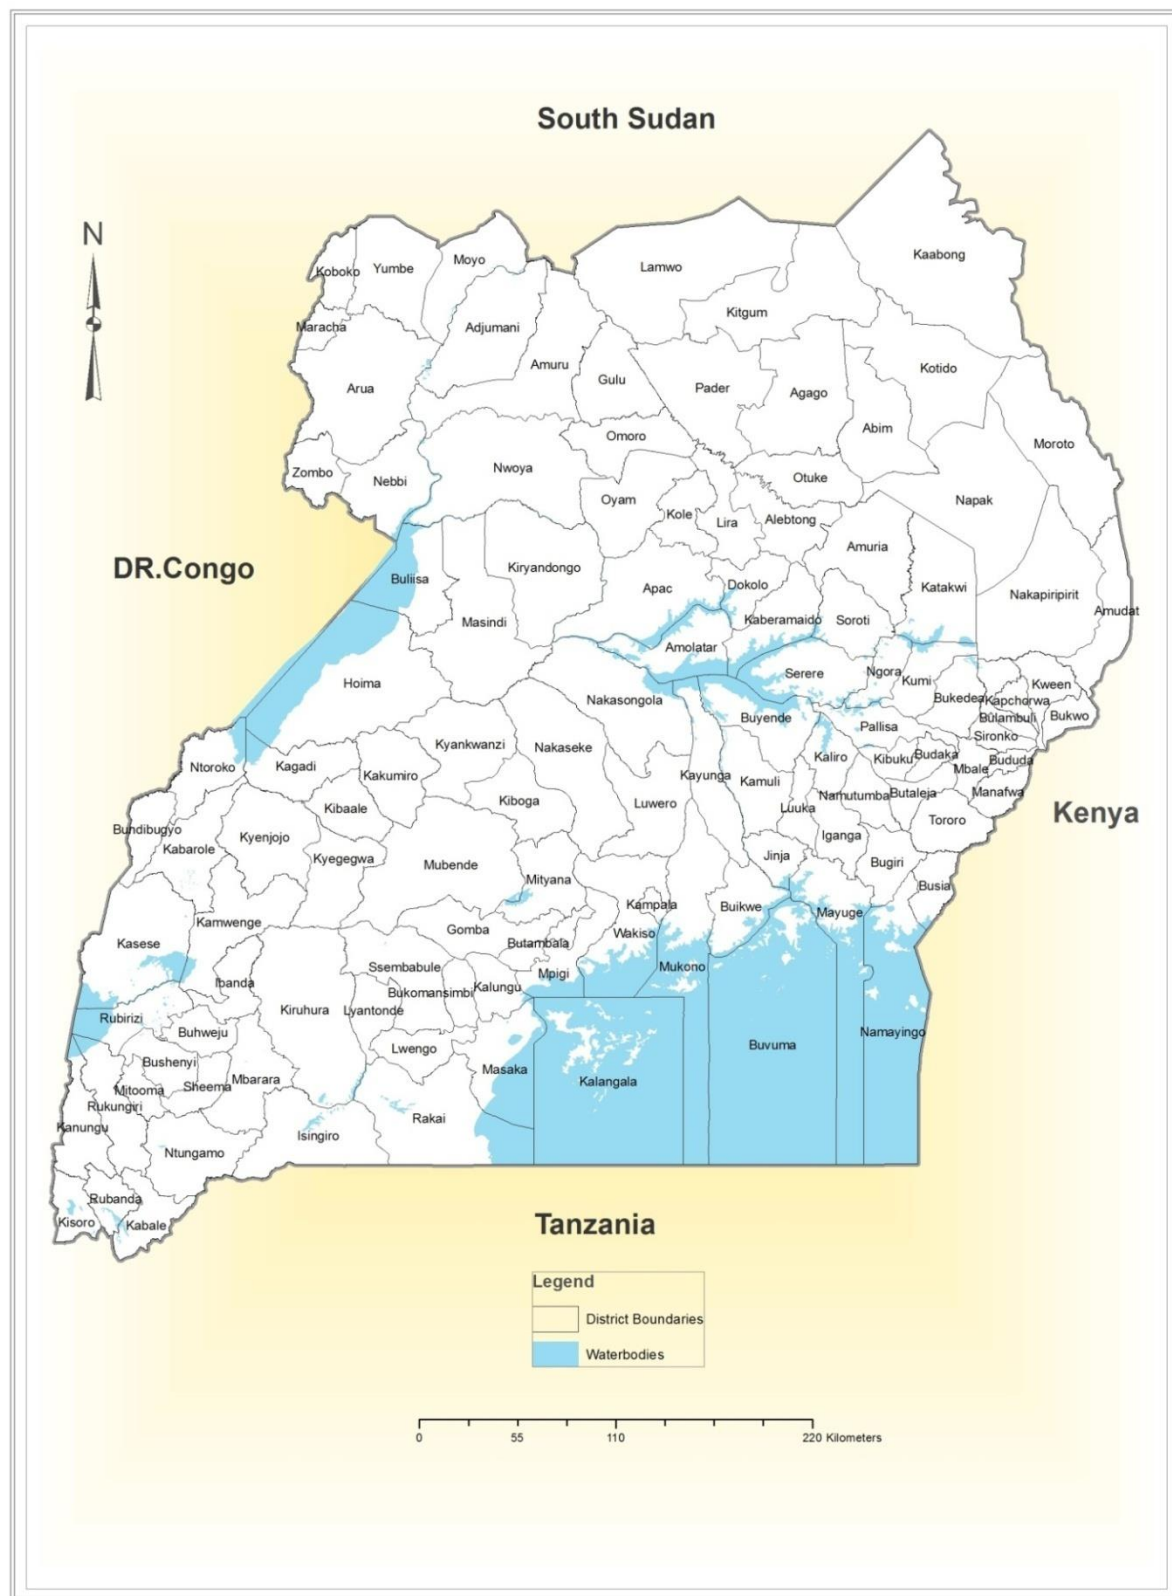 South Sudan
N
Kaabong
Moyo
Koboko
Yumbe
Lamwo
Kitgum
Maracha
Adjumani
Amuru
Gulu
Kotido
Arua
Pader
Agago
Abim
Moroto
Omoro
Zombo
Nebbi
Nwoya
Otuke
Oyam
Napak
Kole
Lira
Alebtong
Amuria
DR.Congo
Buliisa
Kiryandongo
Apac
Dokolo
Katakwi
Nakapiripirit
Amudat
Masindi
Kaberamaido
Soroti
Amolatar
Hoima
Serere
Ngora
Kumi
Kween
Nakasongola
Bukedea
Kapchorwa
Buyende
Pallisa
Bulambuli
Bukwo
Kyankwanzi
Nakaseke
Sironko
Ntoroko
Kagadi
Kakumiro
Kayunga
Kamuli
Kaliro
Kibuku
Budaka
Bududa
Mbale
Kibaale
Kiboga
Luwero
Luuka
Namutumba
Butaleja
Manafwa
Bundibugyo
Kabarole
Kyenjojo
Kyegegwa
Iganga
Tororo
Kenya
Mubende
Mityana
Jinja
Bugiri
Busia
Kasese
Kamwenge
Gomba
Butambala
Kampala
Wakiso
Buikwe
Mayuge
Ibanda
Ssembabule
Mpigi
Mukono
Kiruhura
Lyantonde
Bukomansimbi
Kalungu
Rubirizi
Buhweju
Namayingo
Bushenyi
Lwengo
Masaka
Kalangala
Buvuma
Mitooma
Sheema
Mbarara
Rukungiri
Kanungu
Rakai
Isingiro
Ntungamo
Rubanda
Kisoro
Kabale
Tanzania
Legend
District Boundaries
Waterbodies
0 55 110 220 Kilometers